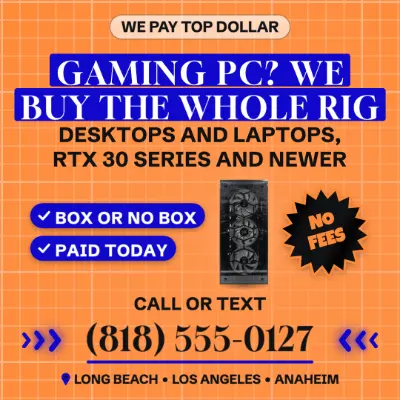 WE PAY TOP DOLLAR
GAMING PC? WE
BUY THE WHOLE RIG
DESKTOPS AND LAPTOPS,
RTX 30 SERIES AND NEWER
BOX OR NO BOX
PAID TODAY
NO
FEES
CALL OR TEXT
(818) 555-0127
LONG BEACH • LOS ANGELES • ANAHEIM